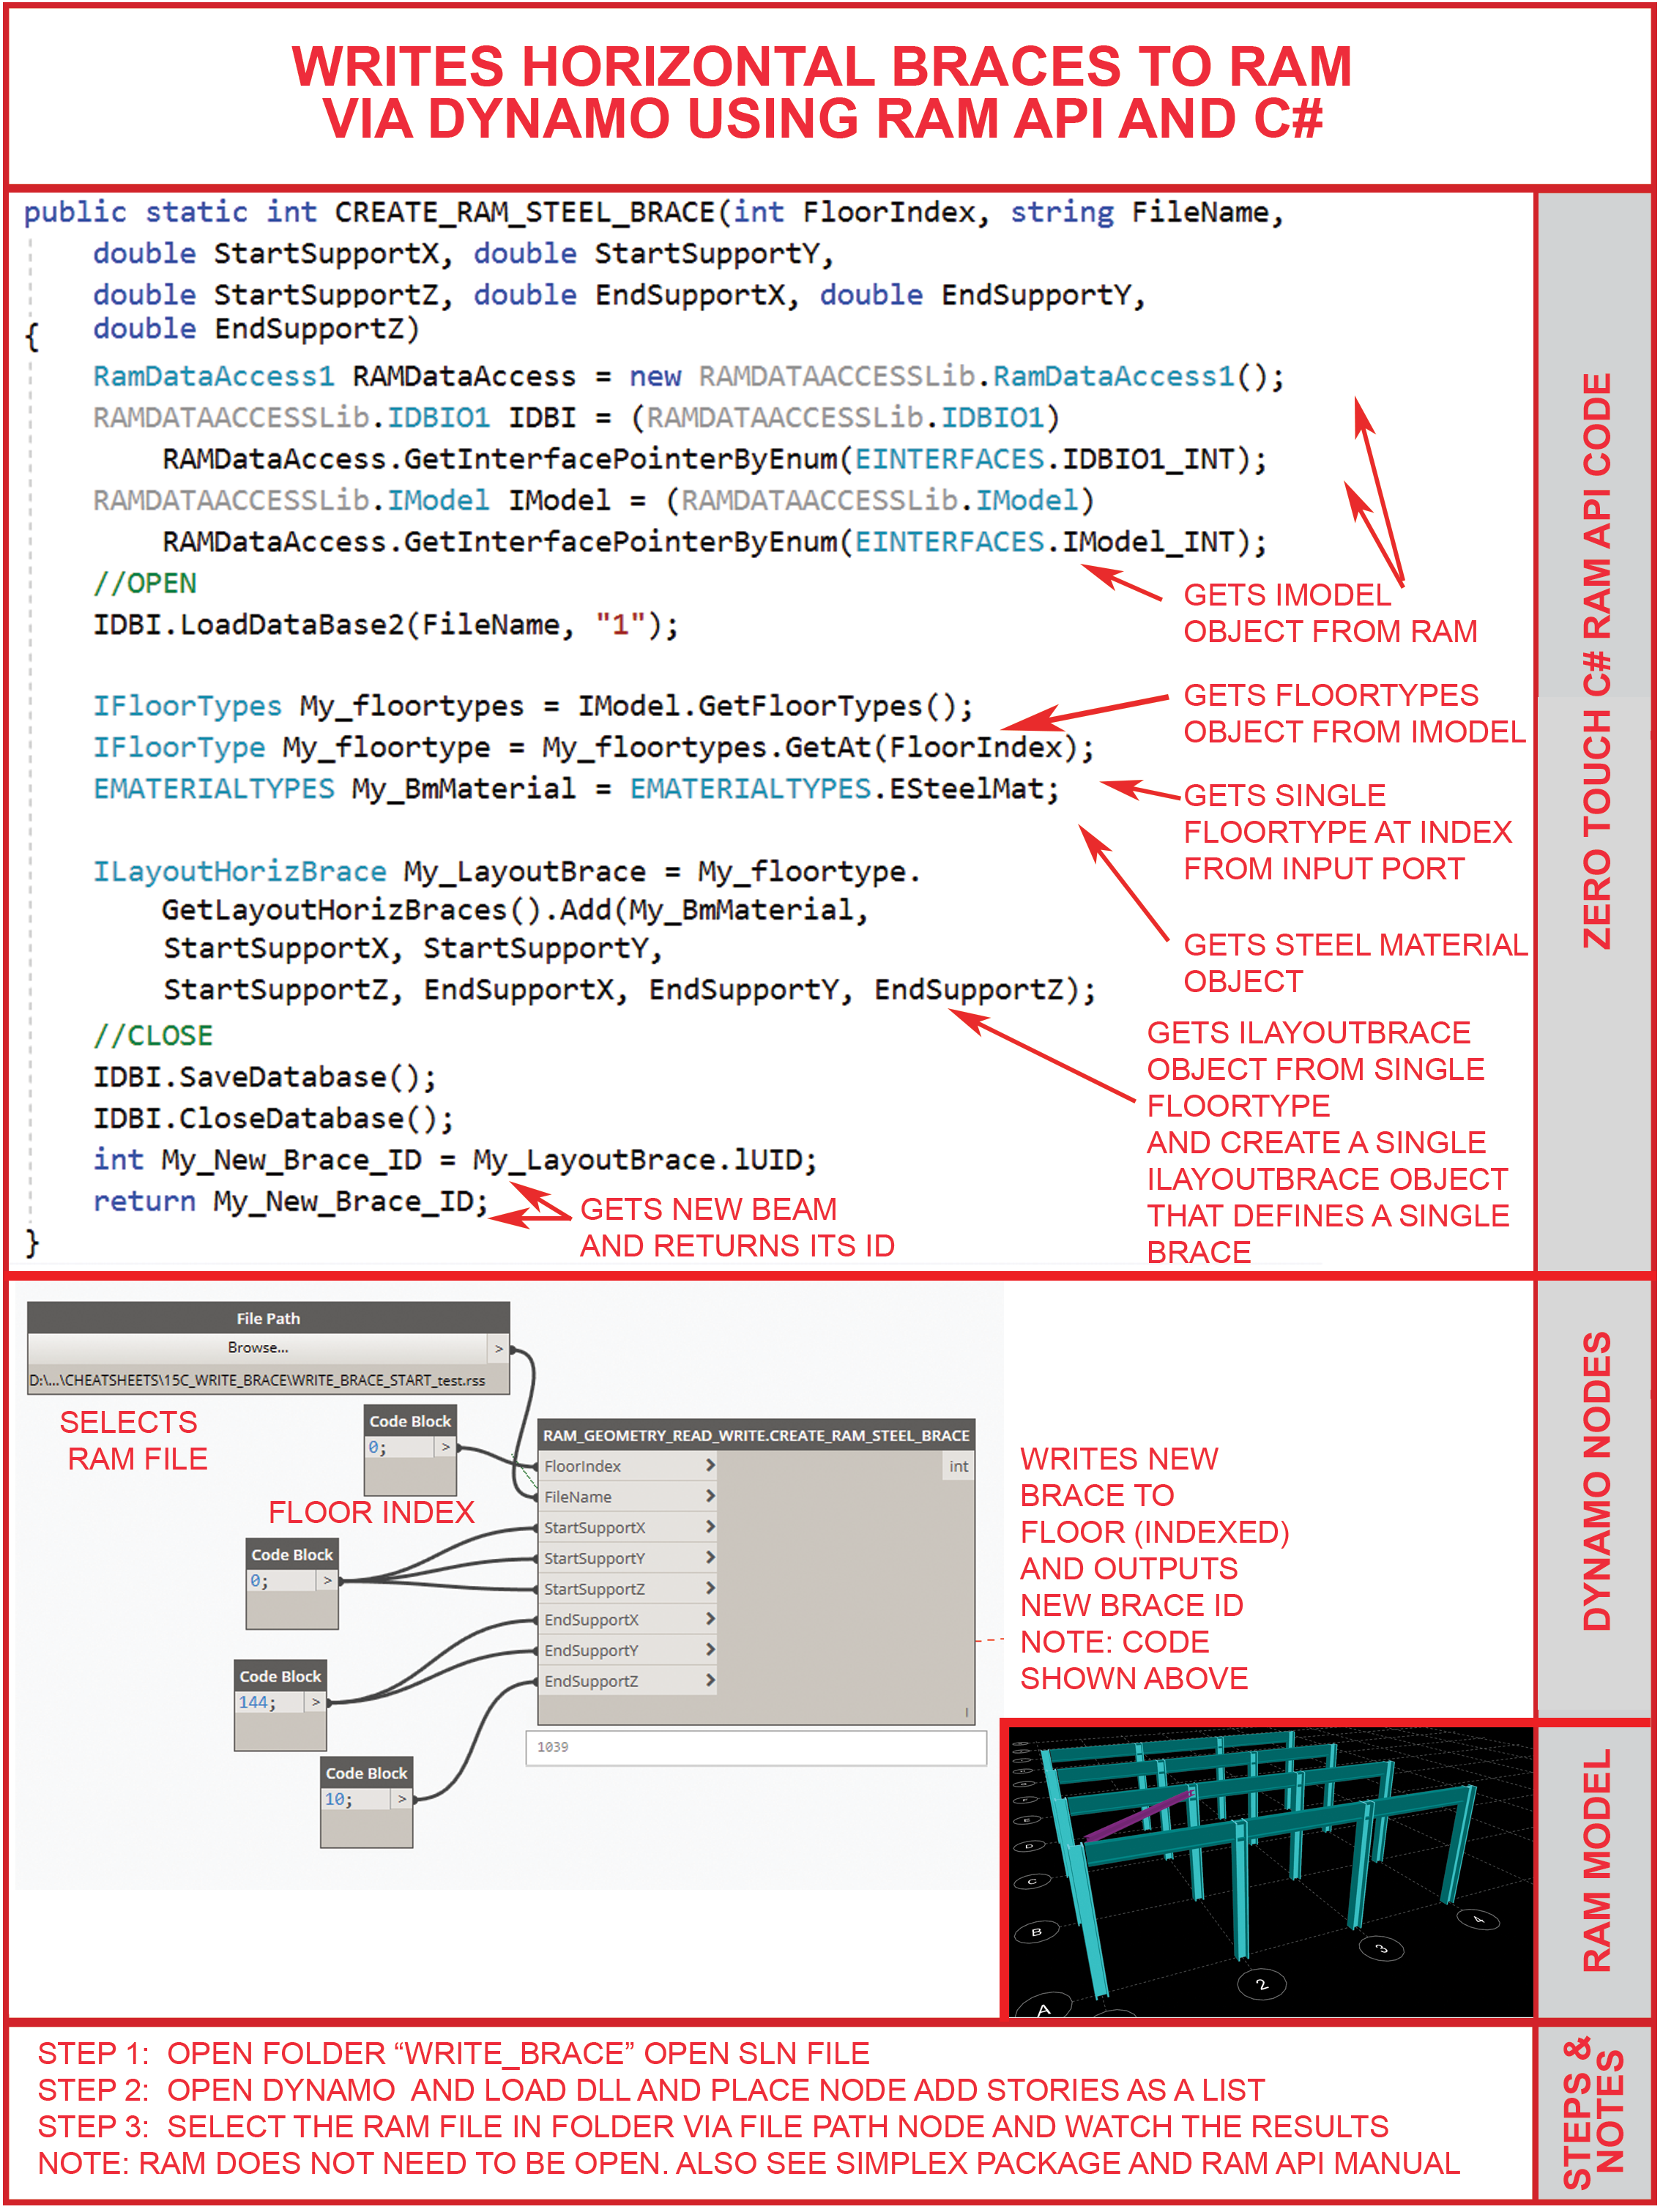 WRITES HORIZONTAL BRACES TO RAM
VIA DYNAMO USING RAM API AND C#
public static int CREATE_RAM_STEEL_BRACE(int FloorIndex, string FileName,
double StartSupportX, double StartSupportY,
double StartSupportZ, double EndSupportX, double EndSupportY,
double EndSupportZ)
{
RamDataAccess1 RAMDataAccess = new RAMDATAACCESSLib.RamDataAccess1();
RAMDATAACCESSLib.IDBIO1 IDBI = (RAMDATAACCESSLib.IDBIO1)
RAMDataAccess.GetInterfacePointerByEnum(EINTERFACES.IDBIO1_INT);
RAMDATAACCESSLib.IModel IModel = (RAMDATAACCESSLib.IModel)
RAMDataAccess.GetInterfacePointerByEnum(EINTERFACES.IModel_INT);
//OPEN
IDBI.LoadDataBase2(FileName, "1");
IFloorTypes My_floortypes = IModel.GetFloorTypes();
IFloorType My_floortype = My_floortypes.GetAt(FloorIndex);
EMATERIALTYPES My_BmMaterial = EMATERIALTYPES.ESteelMat;
ILayoutHorizBrace My_LayoutBrace = My_floortype.
GetLayoutHorizBraces().Add(My_BmMaterial,
StartSupportX, StartSupportY,
StartSupportZ, EndSupportX, EndSupportY, EndSupportZ);
//CLOSE
IDBI.SaveDatabase();
IDBI.CloseDatabase();
int My_New_Brace_ID = My_LayoutBrace.lUID;
return My_New_Brace_ID;
}
GETS IMODEL
OBJECT FROM RAM
GETS FLOORTYPES
OBJECT FROM IMODEL
GETS SINGLE
FLOORTYPE AT INDEX
FROM INPUT PORT
GETS STEEL MATERIAL
OBJECT
GETS ILAYOUTBRACE
OBJECT FROM SINGLE
FLOORTYPE
AND CREATE A SINGLE
ILAYOUTBRACE OBJECT
THAT DEFINES A SINGLE
BRACE
GETS NEW BEAM
AND RETURNS ITS ID
ZERO TOUCH C# RAM API CODE
File Path
Browse... >
D:\...\CHEATSHEETS\15C_WRITE_BRACE\WRITE_BRACE_START_test.rss
SELECTS
RAM FILE
Code Block
0; >
FLOOR INDEX
Code Block
0; >
Code Block
144; >
Code Block
10; >
RAM_GEOMETRY_READ_WRITE.CREATE_RAM_STEEL_BRACE
FloorIndex > int
FileName >
StartSupportX >
StartSupportY >
StartSupportZ >
EndSupportX >
EndSupportY >
EndSupportZ >
l
1039
WRITES NEW
BRACE TO
FLOOR (INDEXED)
AND OUTPUTS
NEW BRACE ID
NOTE: CODE
SHOWN ABOVE
DYNAMO NODES
D
C
B
A
2
3
4
RAM MODEL
STEP 1: OPEN FOLDER “WRITE_BRACE” OPEN SLN FILE
STEP 2: OPEN DYNAMO AND LOAD DLL AND PLACE NODE ADD STORIES AS A LIST
STEP 3: SELECT THE RAM FILE IN FOLDER VIA FILE PATH NODE AND WATCH THE RESULTS
NOTE: RAM DOES NOT NEED TO BE OPEN. ALSO SEE SIMPLEX PACKAGE AND RAM API MANUAL
STEPS &
NOTES